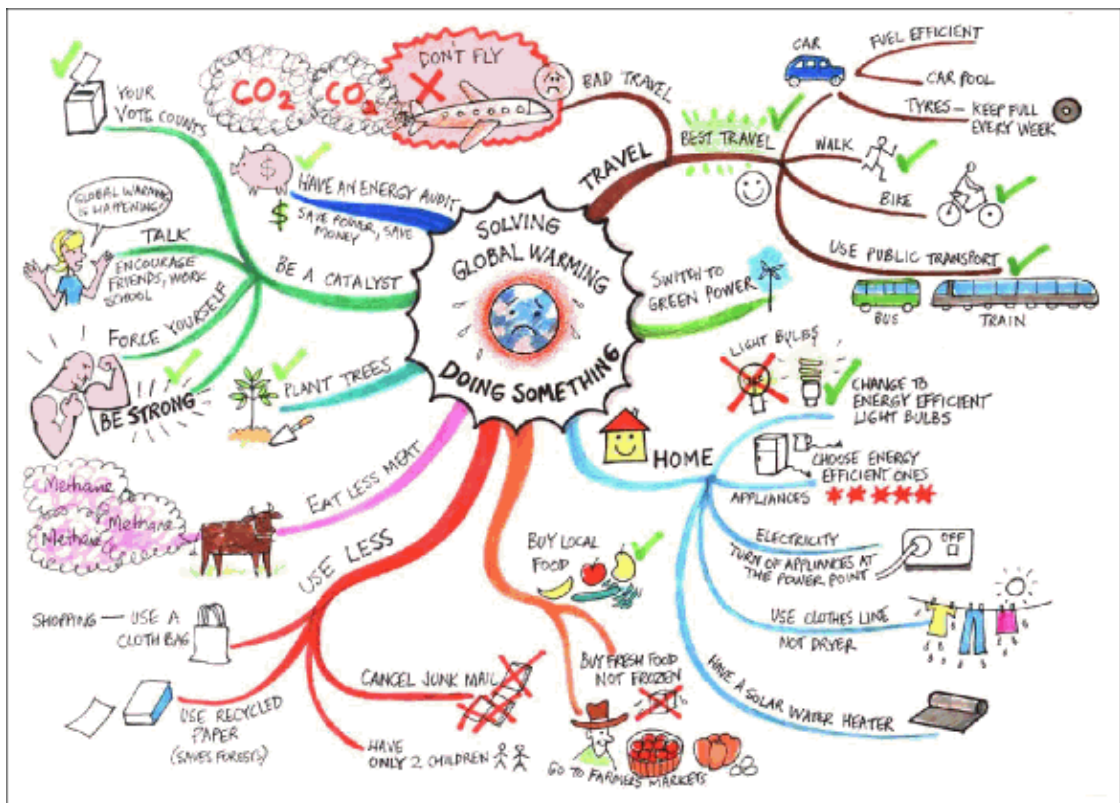 SOLVING
GLOBAL WARMING
DOING SOMETHING
TRAVEL
BAD TRAVEL
DON'T FLY
CO2
CO2
BEST TRAVEL
CAR
FUEL EFFICIENT
CAR POOL
TYRES — KEEP FULL
EVERY WEEK
WALK
BIKE
USE PUBLIC TRANSPORT
BUS
TRAIN
SWITCH TO
GREEN POWER
HOME
LIGHT BULBS
CHANGE TO
ENERGY EFFICIENT
LIGHT BULBS
CHOOSE ENERGY
EFFICIENT ONES
APPLIANCES
ELECTRICITY
TURN OF APPLIANCES AT
THE POWER POINT
OFF
USE CLOTHES LINE
NOT DRYER
HAVE A SOLAR WATER HEATER
BUY LOCAL
FOOD
BUY FRESH FOOD
NOT FROZEN
GO TO FARMERS MARKETS
USE LESS
CANCEL JUNK MAIL
HAVE
ONLY 2 CHILDREN
USE RECYCLED
PAPER
(SAVES FORESTS)
SHOPPING — USE A
CLOTH BAG
EAT LESS MEAT
Methane
Methane
Methane
PLANT TREES
BE A CATALYST
YOUR
VOTE COUNTS
TALK
ENCOURAGE
FRIENDS, WORK
SCHOOL
GLOBAL WARMING
IS HAPPENING!
FORCE YOURSELF
BE STRONG
HAVE AN ENERGY AUDIT
SAVE POWER, SAVE
MONEY
$
$